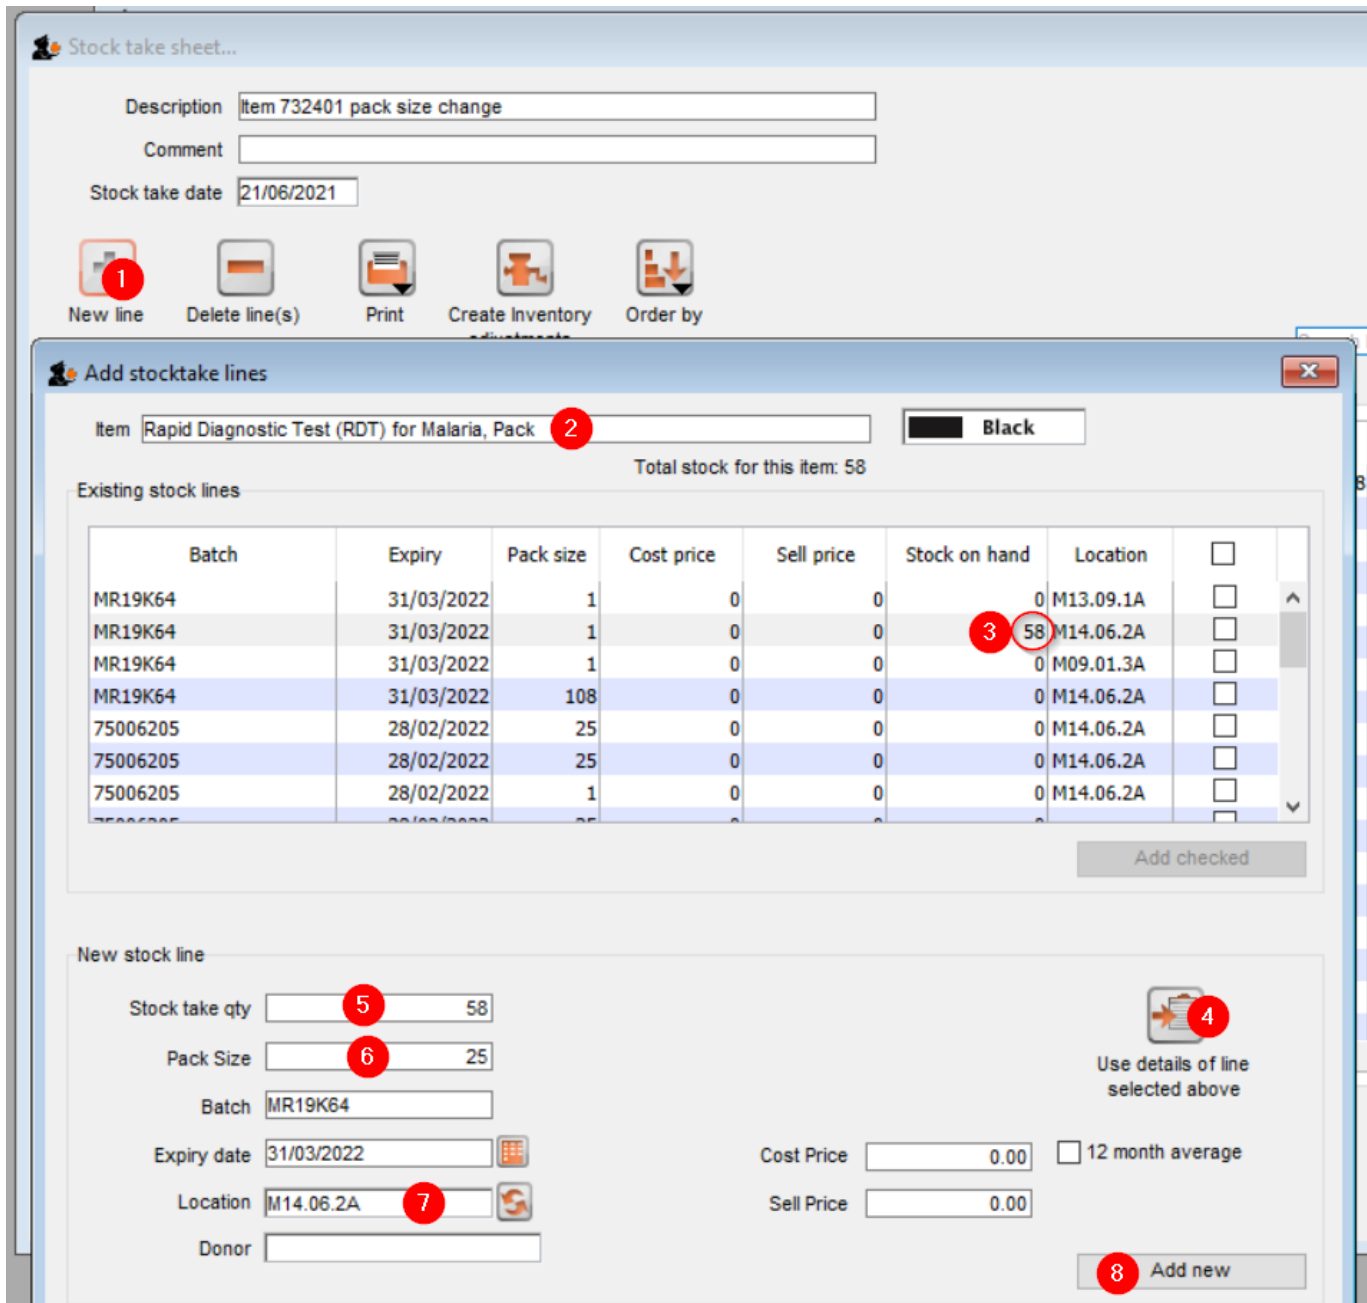 Stock take sheet...
Description Item 732401 pack size change
Comment
Stock take date 21/06/2021
1
New line Delete line(s) Print Create Inventory Order by
Add stocktake lines
Item Rapid Diagnostic Test (RDT) for Malaria, Pack 2 Black
Total stock for this item: 58
Existing stock lines
Batch Expiry Pack size Cost price Sell price Stock on hand Location
MR19K64 31/03/2022 1 0 0 0 M13.09.1A
MR19K64 31/03/2022 1 0 0 3 58 M14.06.2A
MR19K64 31/03/2022 1 0 0 0 M09.01.3A
MR19K64 31/03/2022 108 0 0 0 M14.06.2A
75006205 28/02/2022 25 0 0 0 M14.06.2A
75006205 28/02/2022 25 0 0 0 M14.06.2A
75006205 28/02/2022 1 0 0 0 M14.06.2A
Add checked
New stock line
Stock take qty 5 58
4
Pack Size 6 25
Use details of line
selected above
Batch MR19K64
Expiry date 31/03/2022 Cost Price 0.00 12 month average
Location M14.06.2A 7 Sell Price 0.00
Donor
8 Add new